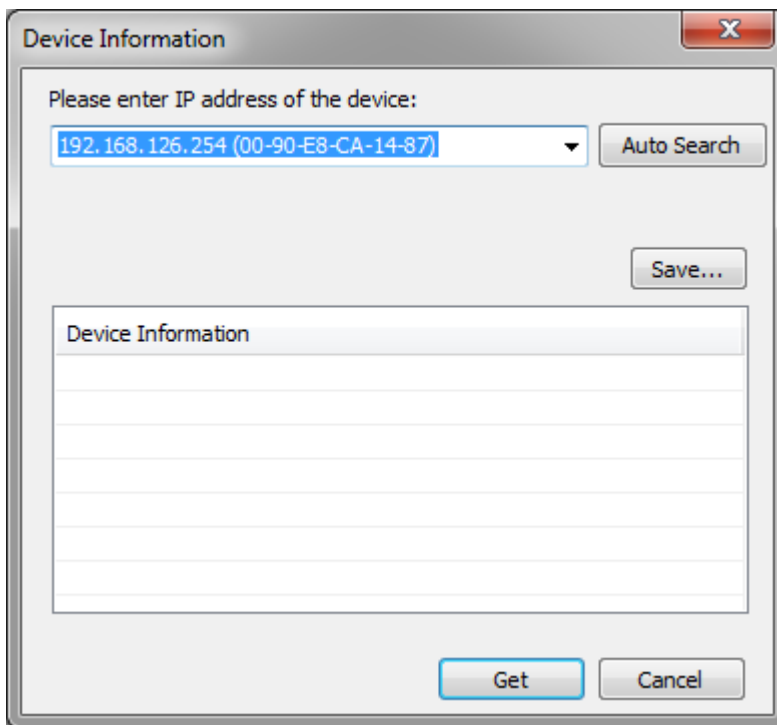 Device Information
Please enter IP address of the device:
192.168.126.254 (00-90-E8-CA-14-87) Auto Search
Save...
Device Information
Get Cancel